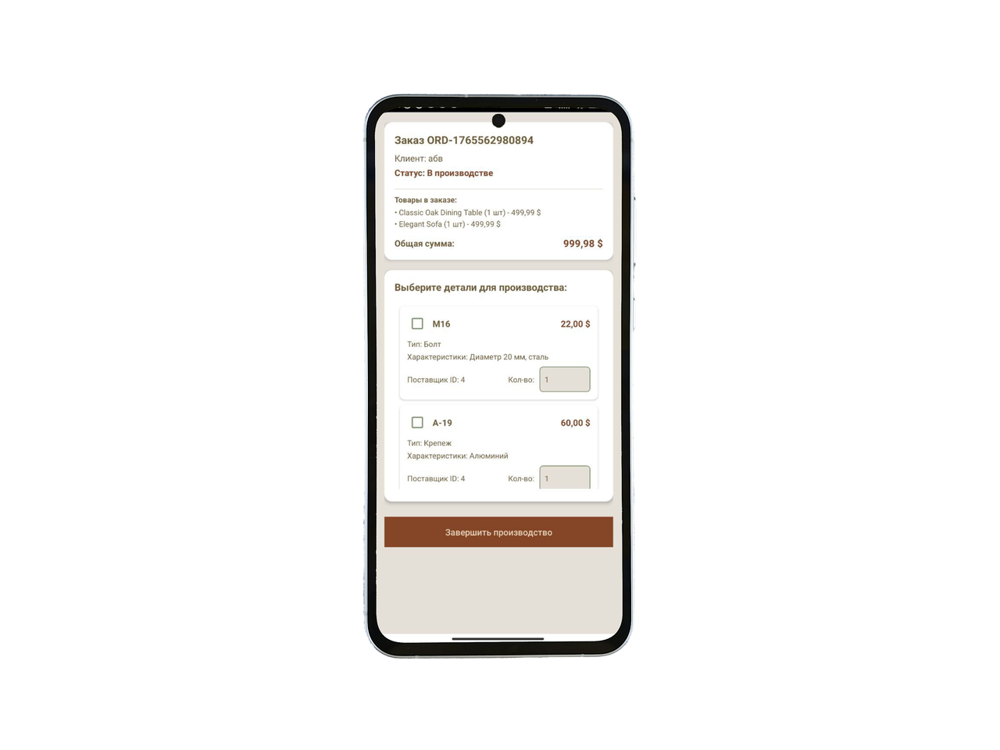 Заказ ORD-1765562980894
Клиент: абв
Статус: В производстве
Товары в заказе:
• Classic Oak Dining Table (1 шт) - 499,99 $
• Elegant Sofa (1 шт) - 499,99 $
Общая сумма: 999,98 $
Выберите детали для производства:
М16 22,00 $
Тип: Болт
Характеристики: Диаметр 20 мм, сталь
Поставщик ID: 4 Кол-во: 1
А-19 60,00 $
Тип: Крепеж
Характеристики: Алюминий
Поставщик ID: 4 Кол-во: 1
Завершить производство